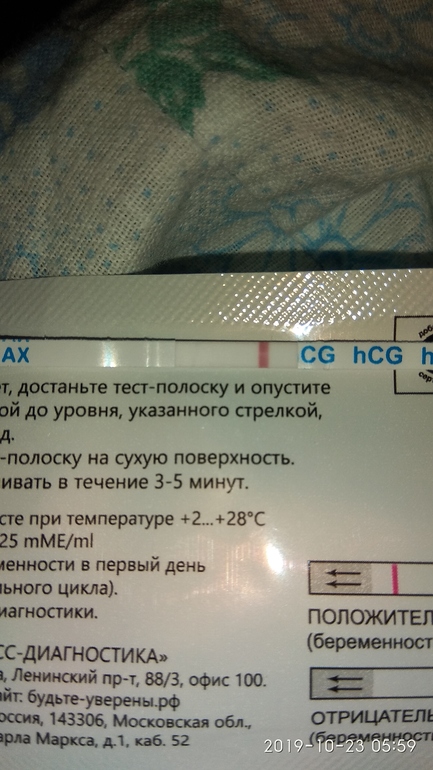 AX CG hCG h
ет, достаньте тест-полоску и опустите
ой до уровня, указанного стрелкой,
д.
-полоску на сухую поверхность.
ивать в течение 3-5 минут.
сте при температуре +2...+28°C
25 mME/ml
менности в первый день
льного цикла).
иагностики.
ПОЛОЖИТЕЛ
(беременност
СС-ДИАГНОСТИКА»
а, Ленинский пр-т, 88/3, офис 100.
айт: будьте-уверены.рф
оссия, 143306, Московская обл.,
арла Маркса, д.1, каб. 52
ОТРИЦАТЕЛЬ
(беременност
2019-10-23 05:59